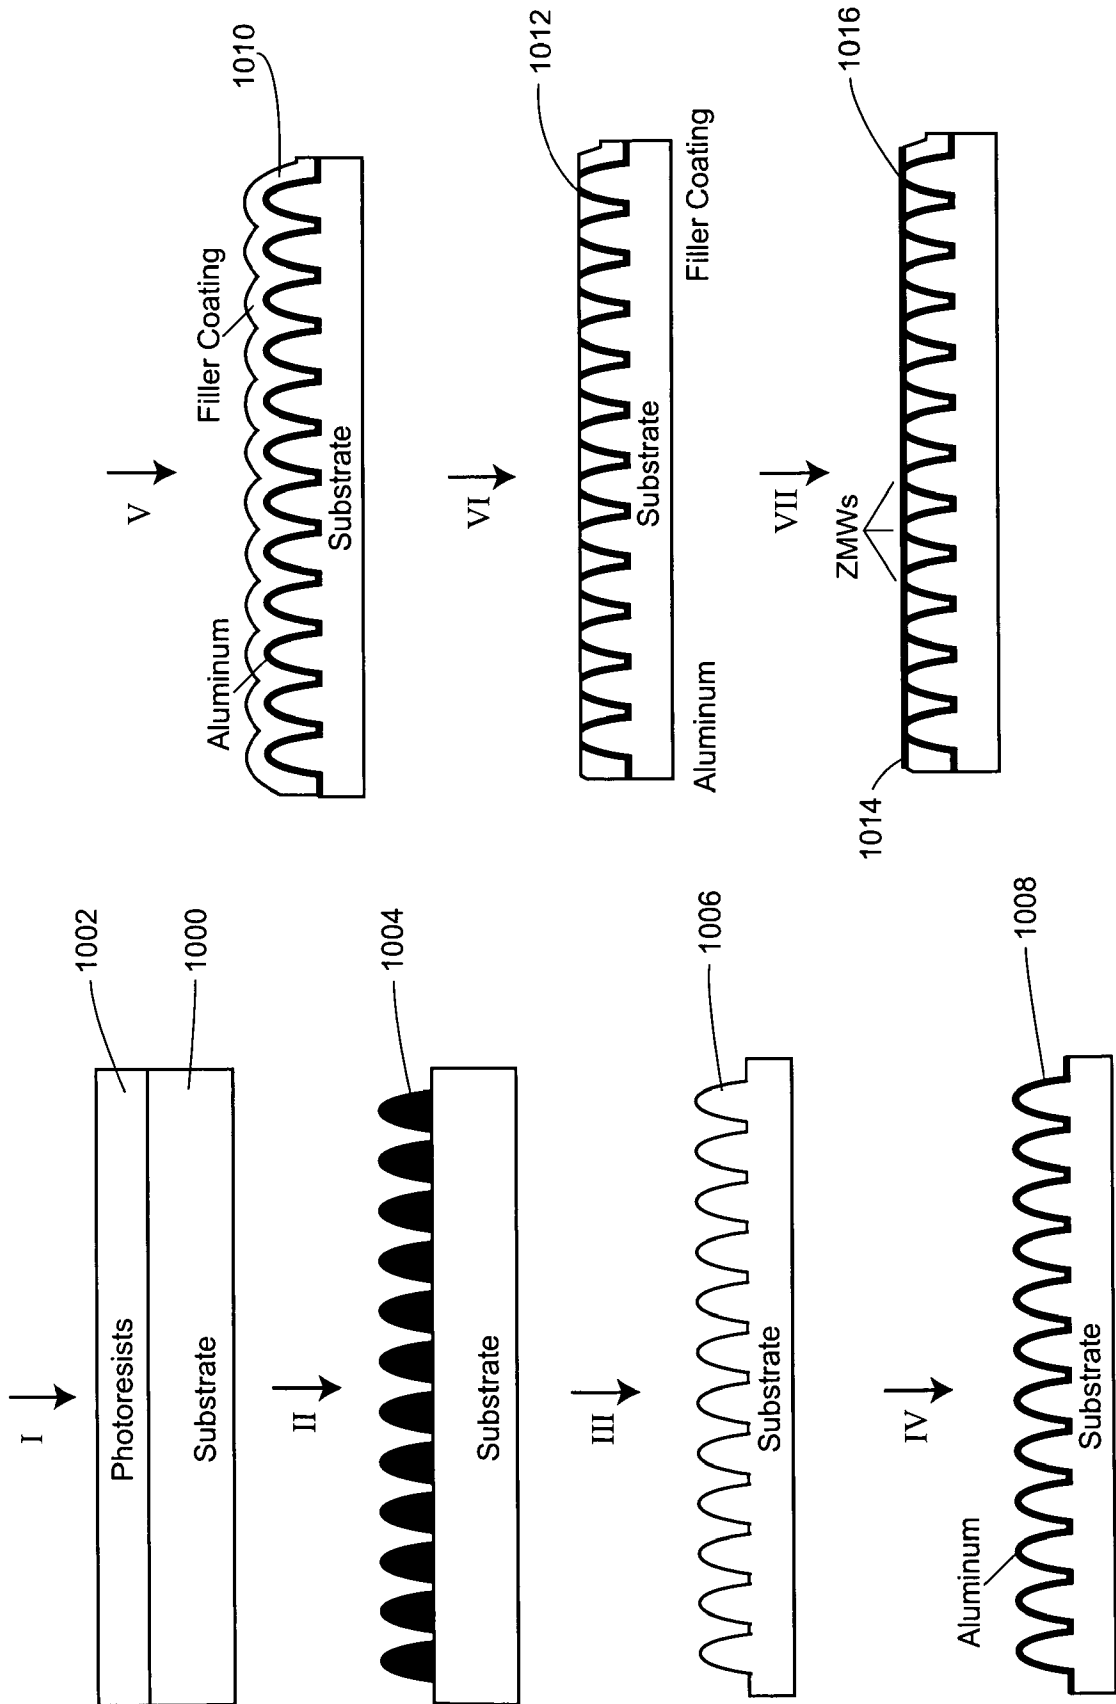 I
Photoresists
Substrate
1002
1000
II
1004
Substrate
III
1006
Substrate
IV
Aluminum
1008
Substrate
V
Aluminum
Filler Coating
1010
Substrate
VI
1012
Substrate
Aluminum
Filler Coating
VII
ZMWs
1014
1016